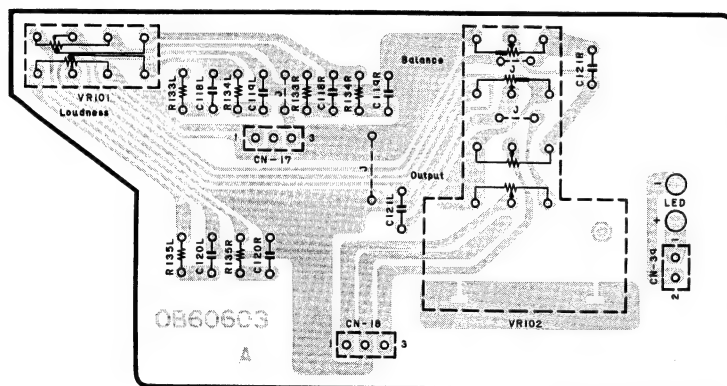 Balance
VR101
Loudness
R133L
C118L
R134L
C119L
J
R133R
C118R
R134R
C119R
J
J
C121R
1
3
CN-17
J
Output
C121L
-
LED
+
1
CN-34
2
R135L
C120L
R135R
C120R
OB606C3
A
CN-18
1
3
VR102